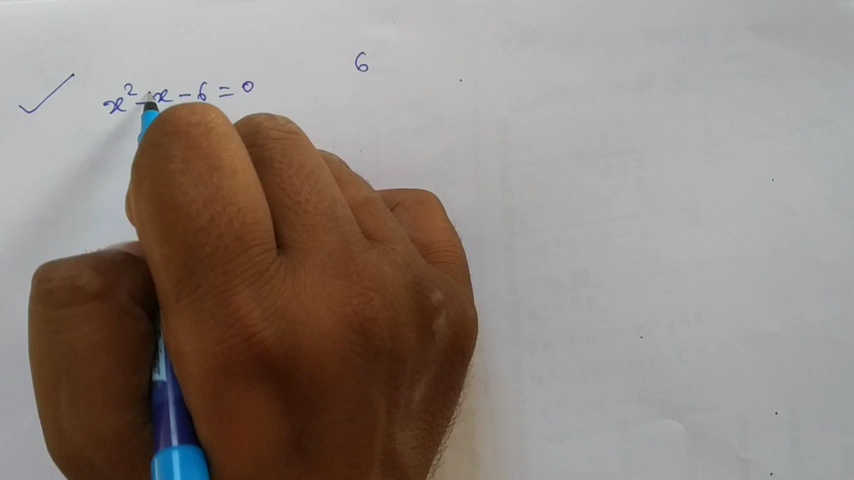 x² - x - 6 = 0
6